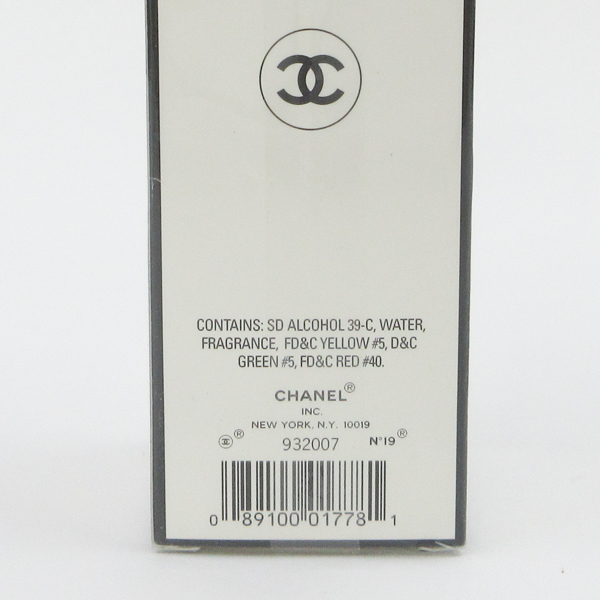 CONTAINS: SD ALCOHOL 39-C, WATER,
FRAGRANCE, FD&C YELLOW #5, D&C
GREEN #5, FD&C RED #40.
CHANEL®
INC.
NEW YORK, N.Y. 10019
® 932007 N°19®
0 89100 01778 1